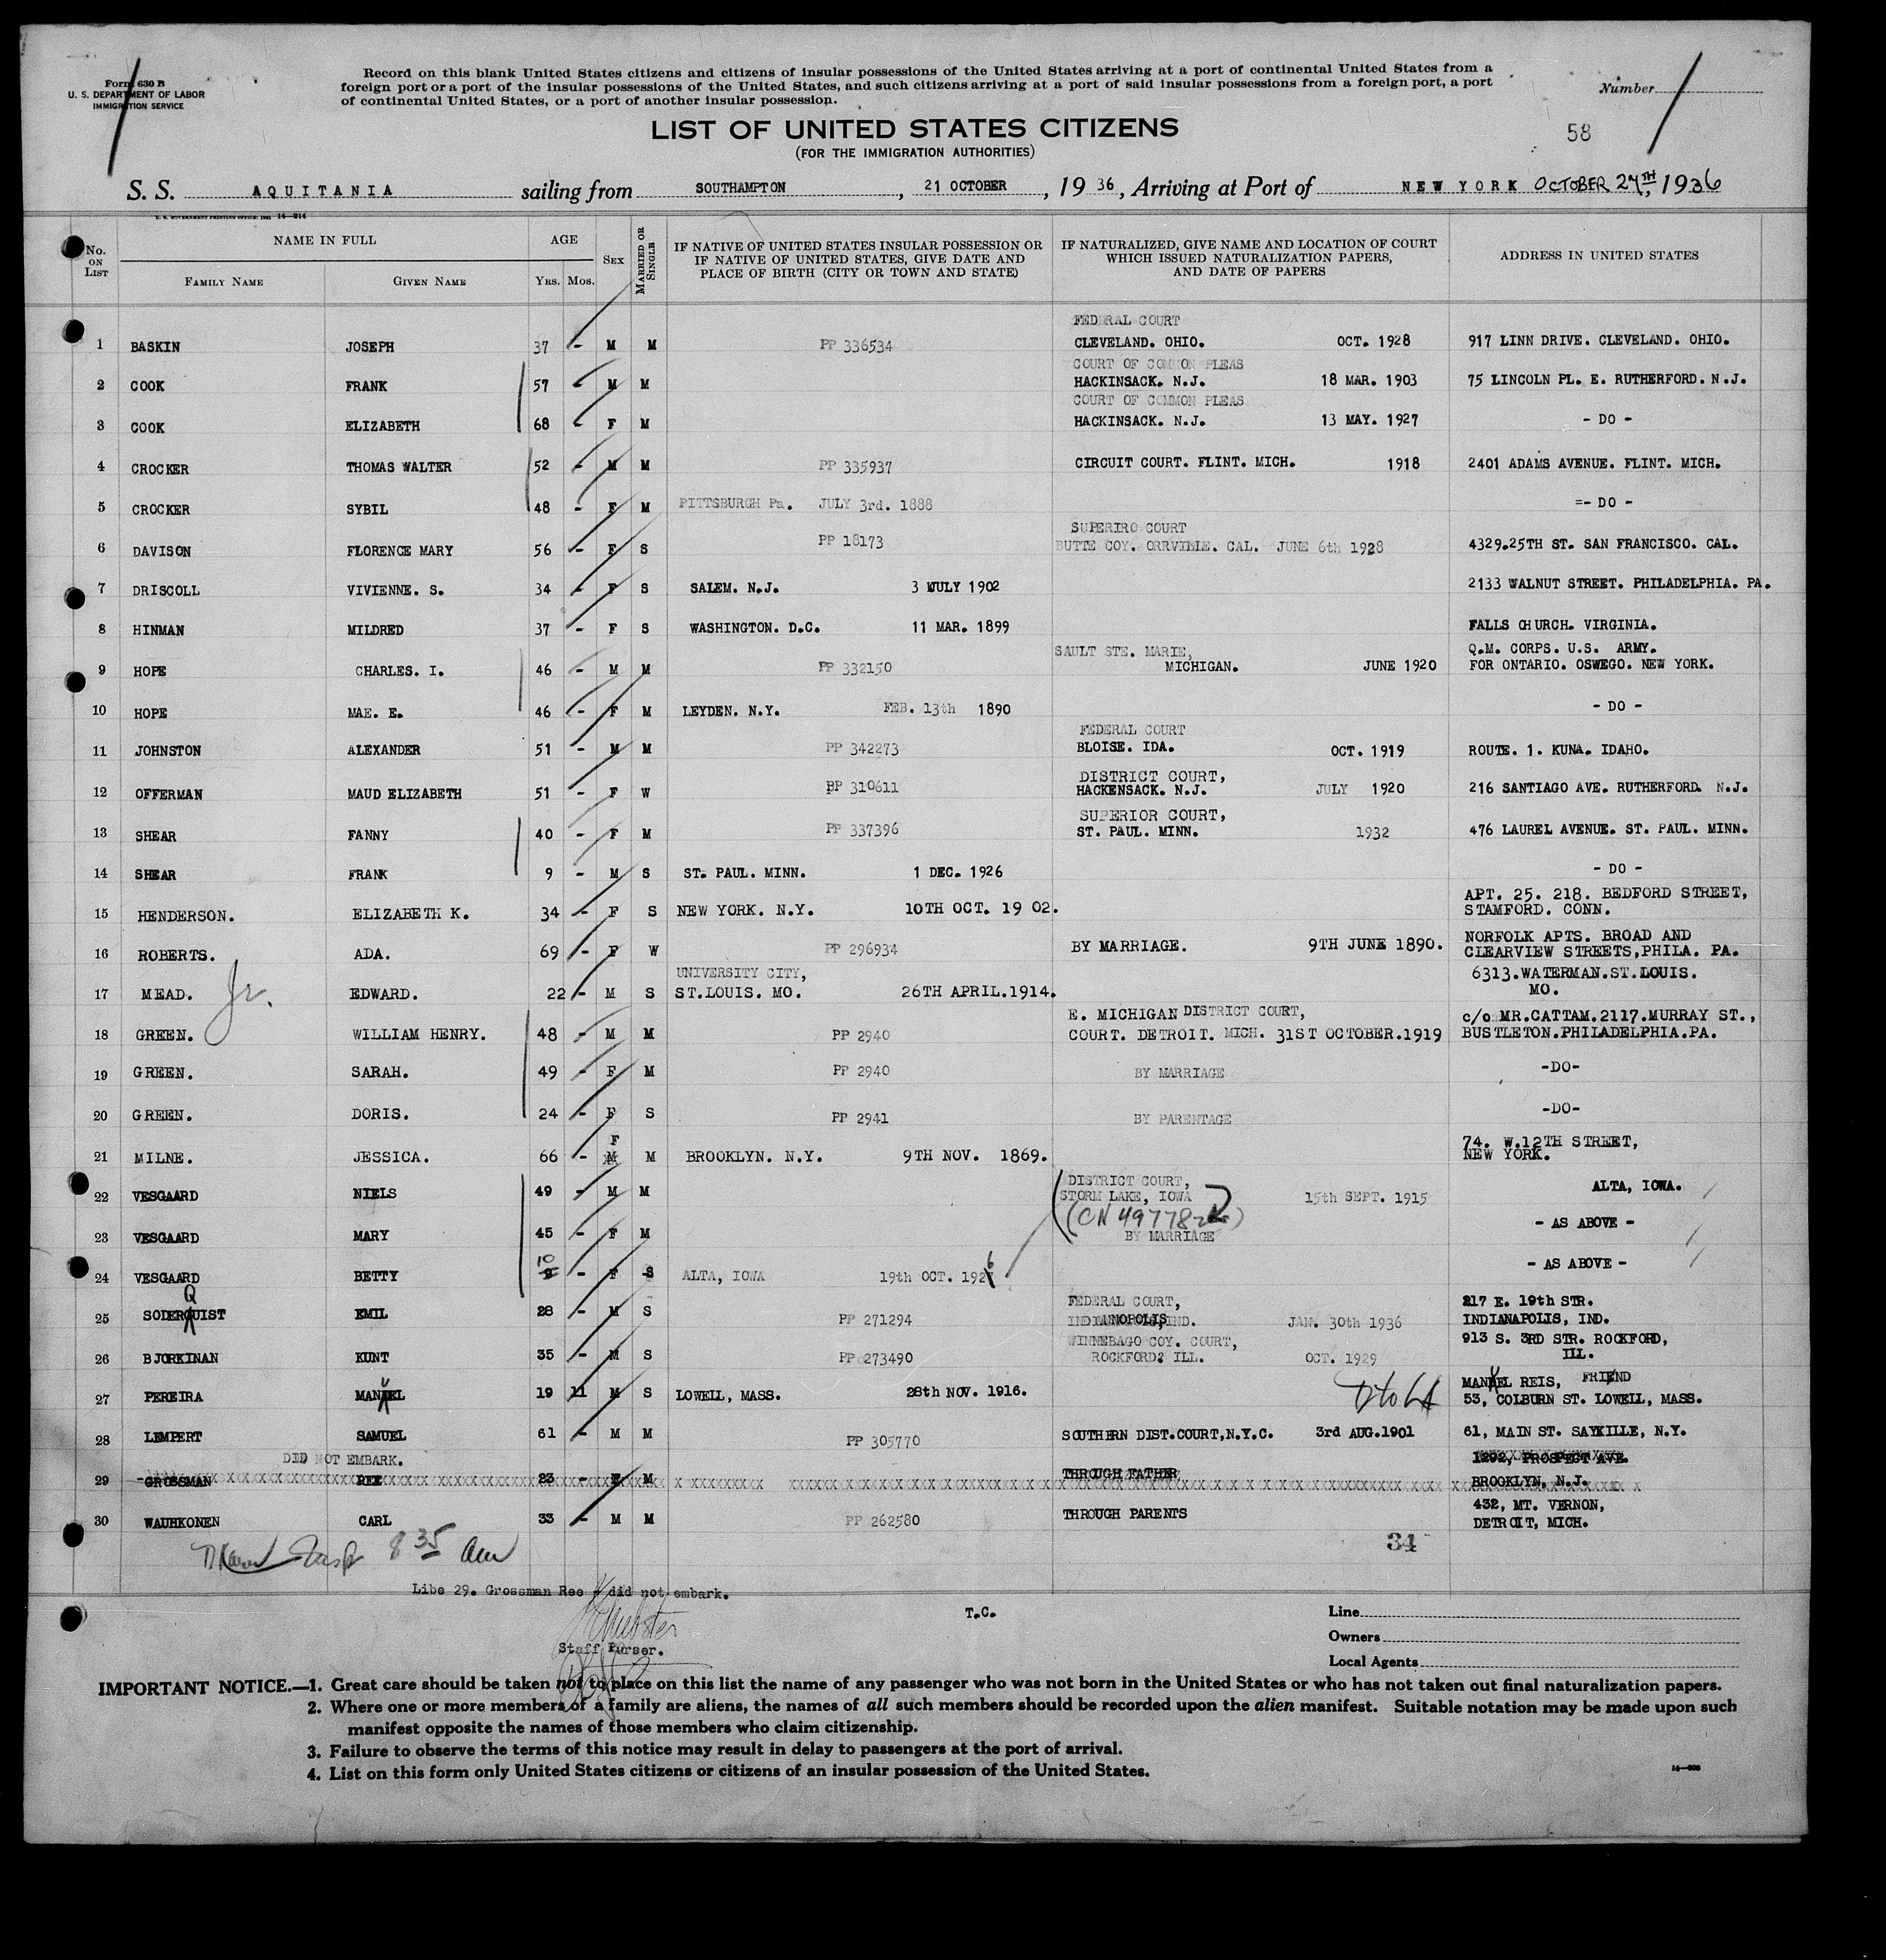 Form 630 B
U. S. DEPARTMENT OF LABOR
IMMIGRATION SERVICE
Record on this blank United States citizens and citizens of insular possessions of the United States arriving at a port of continental United States from a
foreign port or a port of the insular possessions of the United States, and such citizens arriving at a port of said insular possessions from a foreign port, a port
of continental United States, or a port of another insular possession.
Number
LIST OF UNITED STATES CITIZENS
(FOR THE IMMIGRATION AUTHORITIES)
58
S. S. AQUITANIA sailing from SOUTHAMPTON, 21 OCTOBER, 1936, Arriving at Port of NEW YORK OCTOBER 27TH, 1936
No. ON LIST
NAME IN FULL
FAMILY NAME GIVEN NAME
AGE
YRS. MOS.
SEX
MARRIED OR SINGLE
IF NATIVE OF UNITED STATES INSULAR POSSESSION OR
IF NATIVE OF UNITED STATES, GIVE DATE AND
PLACE OF BIRTH (CITY OR TOWN AND STATE)
IF NATURALIZED, GIVE NAME AND LOCATION OF COURT
WHICH ISSUED NATURALIZATION PAPERS,
AND DATE OF PAPERS
ADDRESS IN UNITED STATES
FEDERAL COURT
1 BASKIN JOSEPH 37 - M M PP 336534 CLEVELAND. OHIO. OCT. 1928 917 LINN DRIVE. CLEVELAND. OHIO.
COURT OF COMMON PLEAS
2 COOK FRANK 57 - M M HACKINSACK. N.J. 18 MAR. 1903 75 LINCOLN PL. E. RUTHERFORD. N.J.
COURT OF COMMON PLEAS
3 COOK ELIZABETH 68 - F M HACKINSACK. N.J. 13 MAY. 1927 - DO -
4 CROCKER THOMAS WALTER 52 - M M PP 335937 CIRCUIT COURT. FLINT. MICH. 1918 2401 ADAMS AVENUE. FLINT. MICH.
5 CROCKER SYBIL 48 - F M PITTSBURGH Pa. JULY 3rd. 1888 =- DO -
SUPERIRO COURT
6 DAVISON FLORENCE MARY 56 - F S PP 18173 BUTTE COY. ORRVILLE. CAL. JUNE 6th 1928 4329.25TH ST. SAN FRANCISCO. CAL.
7 DRISCOLL VIVIENNE. S. 34 - F S SALEM. N.J. 3 JULY 1902 2133 WALNUT STREET. PHILADELPHIA. PA.
8 HINMAN MILDRED 37 - F S WASHINGTON. D.C. 11 MAR. 1899 FALLS CHURCH. VIRGINIA.
SAULT STE. MARIE, Q.M. CORPS. U.S. ARMY.
9 HOPE CHARLES. I. 46 - M M PP 332150 MICHIGAN. JUNE 1920 FOR ONTARIO. OSWEGO. NEW YORK.
10 HOPE MAE. E. 46 - F M LEYDEN. N.Y. FEB. 13th 1890 - DO -
FEDERAL COURT
11 JOHNSTON ALEXANDER 51 - M M PP 342273 BLOISE. IDA. OCT. 1919 ROUTE. 1. KUNA. IDAHO.
DISTRICT COURT,
12 OFFERMAN MAUD ELIZABETH 51 - F W PP 310611 HACKENSACK. N.J. JULY 1920 216 SANTIAGO AVE. RUTHERFORD. N.J.
SUPERIOR COURT,
13 SHEAR FANNY 40 - F M PP 337396 ST. PAUL. MINN. 1932 476 LAUREL AVENUE. ST. PAUL. MINN.
14 SHEAR FRANK 9 - M S ST. PAUL. MINN. 1 DEC. 1926 - DO -
APT. 25. 218. BEDFORD STREET,
15 HENDERSON. ELIZABETH K. 34 - F S NEW YORK. N.Y. 10TH OCT. 19 02. STAMFORD. CONN.
NORFOLK APTS. BROAD AND
16 ROBERTS. ADA. 69 - F W PP 296934 BY MARRIAGE. 9TH JUNE 1890. CLEARVIEW STREETS,PHILA. PA.
UNIVERSITY CITY, 6313.WATERMAN.ST.LOUIS.
17 MEAD. Jr. EDWARD. 22 - M S ST.LOUIS. MO. 26TH APRIL.1914. MO.
E. MICHIGAN DISTRICT COURT, c/o MR.CATTAM.2117.MURRAY ST.,
18 GREEN. WILLIAM HENRY. 48 - M M PP 2940 COURT. DETROIT. MICH. 31ST OCTOBER.1919 BUSTLETON.PHILADELPHIA.PA.
19 GREEN. SARAH. 49 - F M PP 2940 BY MARRIAGE -DO-
20 GREEN. DORIS. 24 - F S PP 2941 BY PARENTAGE -DO-
F 74. W.12TH STREET,
21 MILNE. JESSICA. 66 - M M BROOKLYN. N.Y. 9TH NOV. 1869. NEW YORK.
DISTRICT COURT,
22 VESGAARD NIELS 49 - M M STORM LAKE, IOWA 15th SEPT. 1915 ALTA, IOWA.
23 VESGAARD MARY 45 - F M BY MARRIAGE - AS ABOVE -
10
24 VESGAARD BETTY 9 - F S ALTA, IOWA 19th OCT. 1926 - AS ABOVE -
Q FEDERAL COURT, 217 E. 19th STR.
25 SODERQUIST EMIL 28 - M S PP 271294 INDIANOPOLIS, IND. JAN. 30th 1936 INDIANAPOLIS, IND.
WINNEBAGO COY. COURT, 913 S. 3RD STR. ROCKFORD,
26 BJORKINAN KUNT 35 - M S PP 273490 ROCKFORD? ILL. OCT. 1929 ILL.
MANUEL REIS, FRIEND
27 PEREIRA MANUEL 19 11 M S LOWELL, MASS. 28th NOV. 1916. 53, COLBURN ST. LOWELL, MASS.
28 LEMPERT SAMUEL 61 - M M PP 305770 SOUTHERN DIST.COURT,N.Y.C. 3rd AUG.1901 61, MAIN ST. SAYKILLE, N.Y.
DID NOT EMBARK. 1292, PROSPECT AVE.
29 GROSSMAN REE 23 - F M THROUGH FATHER BROOKLYN, N.J.
432, MT. VERNON,
30 WAUHKONEN CARL 33 - M M PP 262580 THROUGH PARENTS DETROIT, MICH.
34
8 35 am
Libe 29. Grossman Ree did not embark.
T.C.
Staff Purser.
Line
Owners
Local Agents
IMPORTANT NOTICE.—1. Great care should be taken not to place on this list the name of any passenger who was not born in the United States or who has not taken out final naturalization papers.
2. Where one or more members of a family are aliens, the names of all such members should be recorded upon the alien manifest. Suitable notation may be made upon such
manifest opposite the names of those members who claim citizenship.
3. Failure to observe the terms of this notice may result in delay to passengers at the port of arrival.
4. List on this form only United States citizens or citizens of an insular possession of the United States.